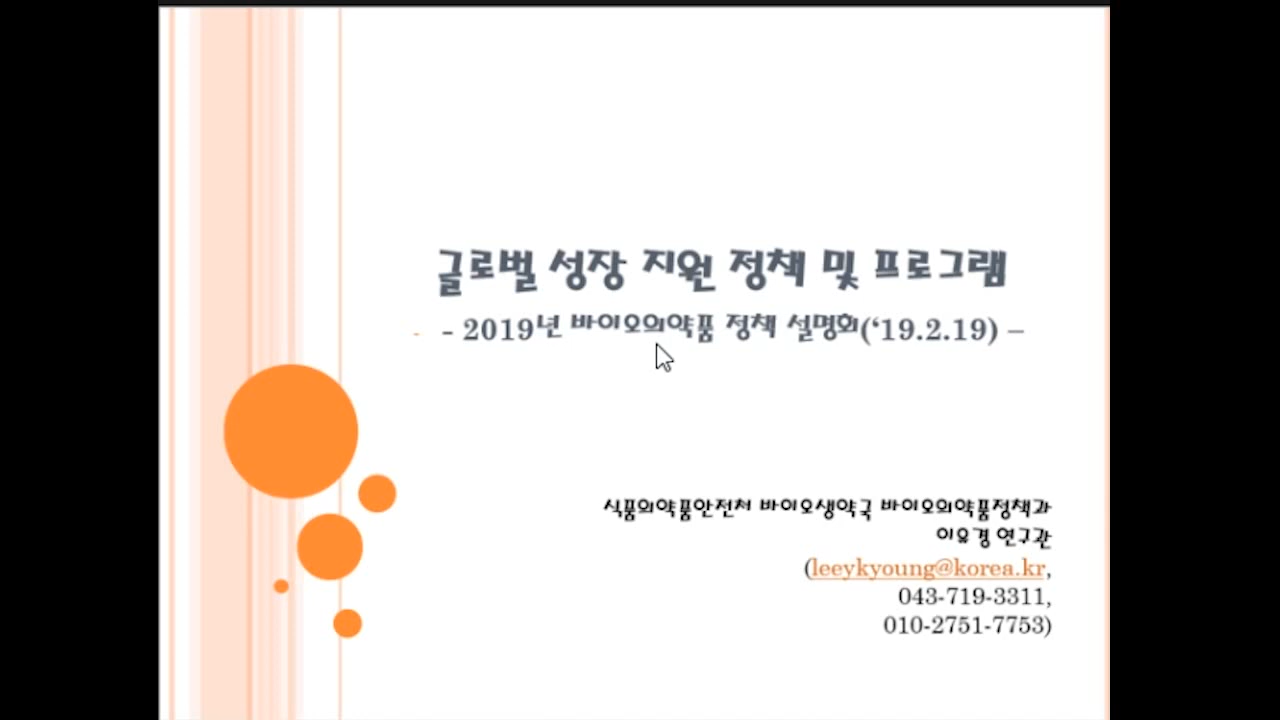 글로벌 성장 지원 정책 및 프로그램
- - 2019년 바이오의약품 정책 설명회(‘19.2.19) –
식품의약품안전처 바이오생약국 바이오의약품정책과
이유경 연구관
(leeykyoung@korea.kr,
043-719-3311,
010-2751-7753)